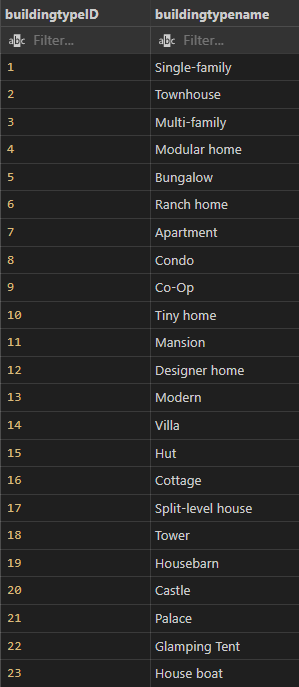 buildingtypeID buildingtypename
abc Filter... abc Filter...
1 Single-family
2 Townhouse
3 Multi-family
4 Modular home
5 Bungalow
6 Ranch home
7 Apartment
8 Condo
9 Co-Op
10 Tiny home
11 Mansion
12 Designer home
13 Modern
14 Villa
15 Hut
16 Cottage
17 Split-level house
18 Tower
19 Housebarn
20 Castle
21 Palace
22 Glamping Tent
23 House boat